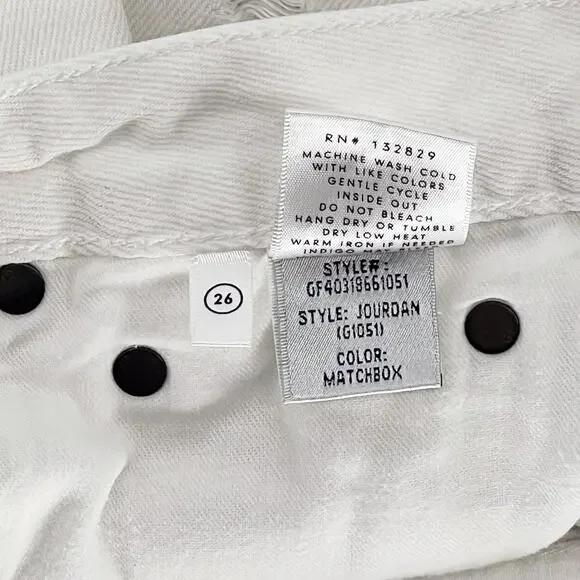 RN# 132829
MACHINE WASH COLD
WITH LIKE COLORS
GENTLE CYCLE
INSIDE OUT
DO NOT BLEACH
HANG DRY OR TUMBLE
DRY LOW HEAT
WARM IRON IF NEEDED
INDIGO
26
STYLE#:
GF40319661051
STYLE: JOURDAN
(G1051)
COLOR:
MATCHBOX